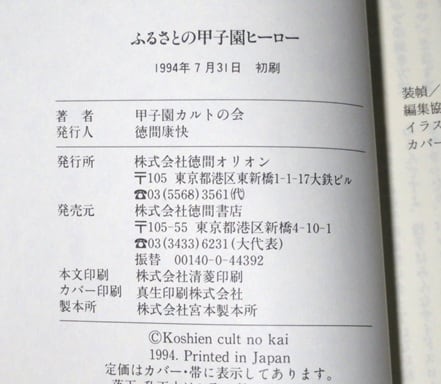 ふるさとの甲子園ヒーロー
1994年7月31日 初刷
著者 甲子園カルトの会
発行人 徳間康快
発行所 株式会社徳間オリオン
〒105 東京都港区東新橋1-1-17大鉄ビル
☎03(5568)3561㈹
発売元 株式会社徳間書店
〒105-55 東京都港区新橋4-10-1
☎03(3433)6231(大代表)
振替 00140-0-44392
本文印刷 株式会社清菱印刷
カバー印刷 真生印刷株式会社
製本所 株式会社宮本製本所
©Koshien cult no kai
1994. Printed in Japan
定価はカバー・帯に表示してあります。
装幀/
編集協
イラス
カバー